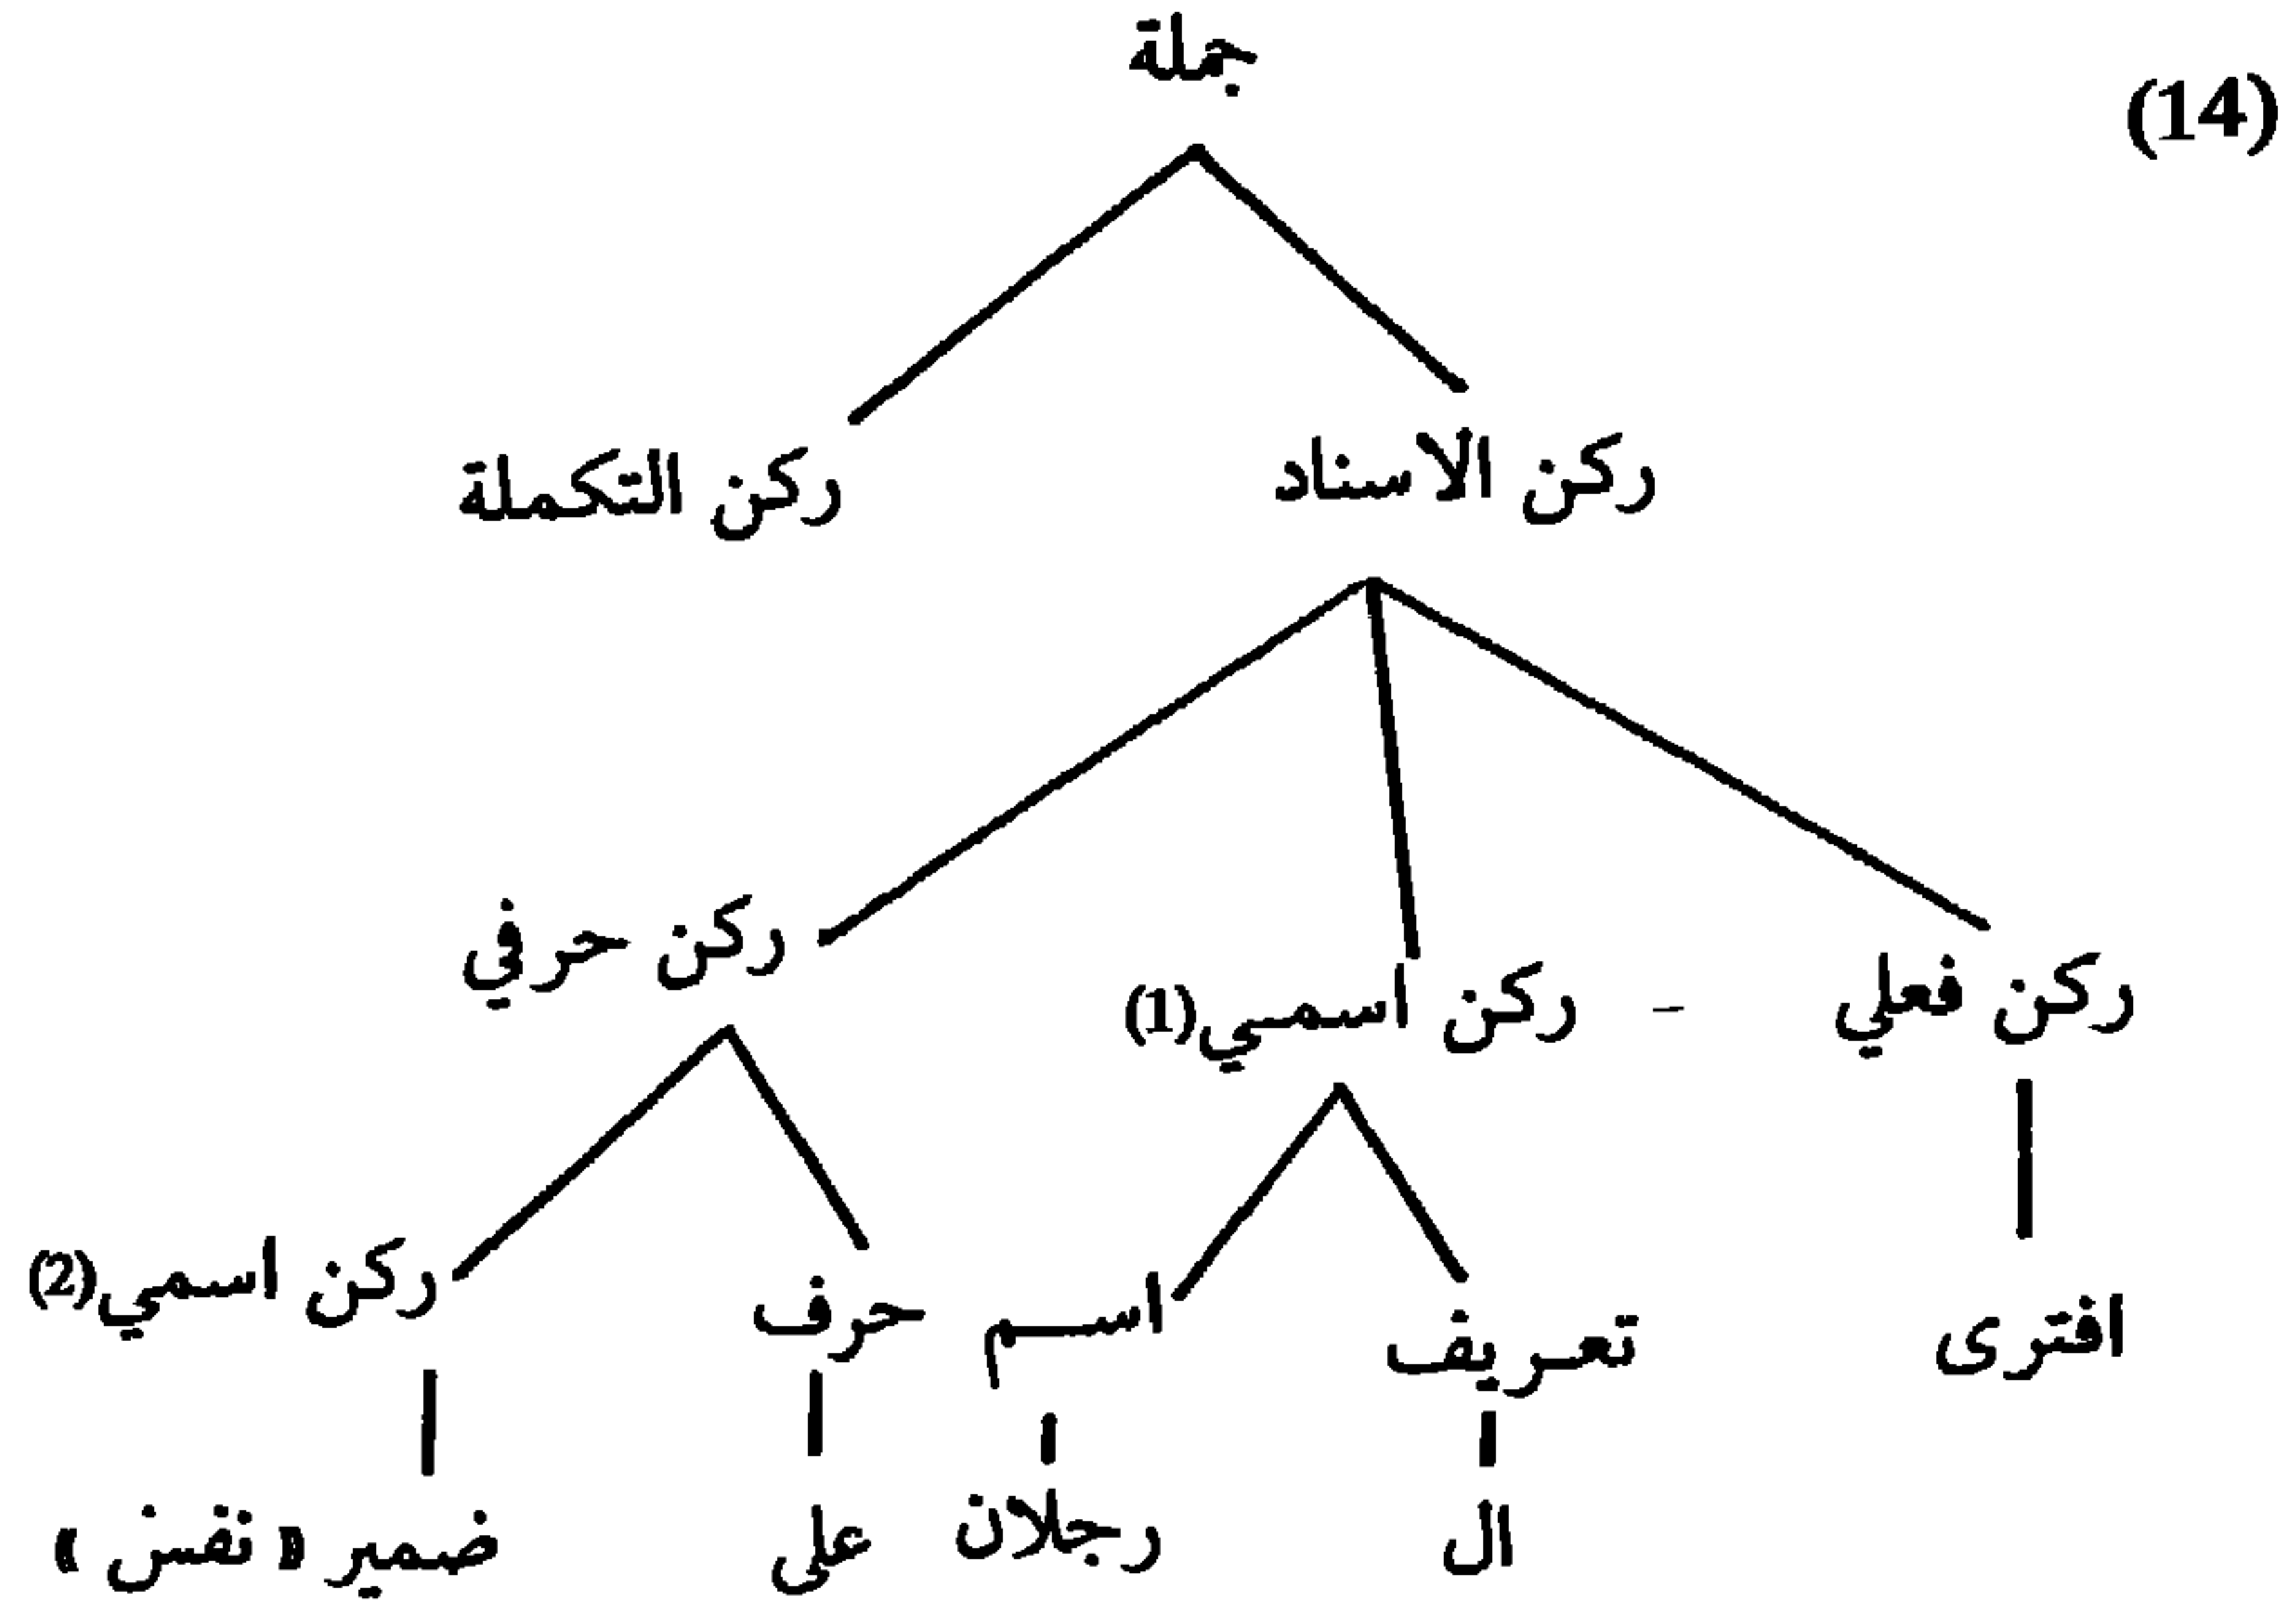 جملة
(14)
ركن الاسناد ركن التكملة
ركن فعلي - ركن اسمي(1) ركن حرفي
افترى تعريف اسم حرف ركن اسمي(2)
ال رجلان على ضمير «نفس»